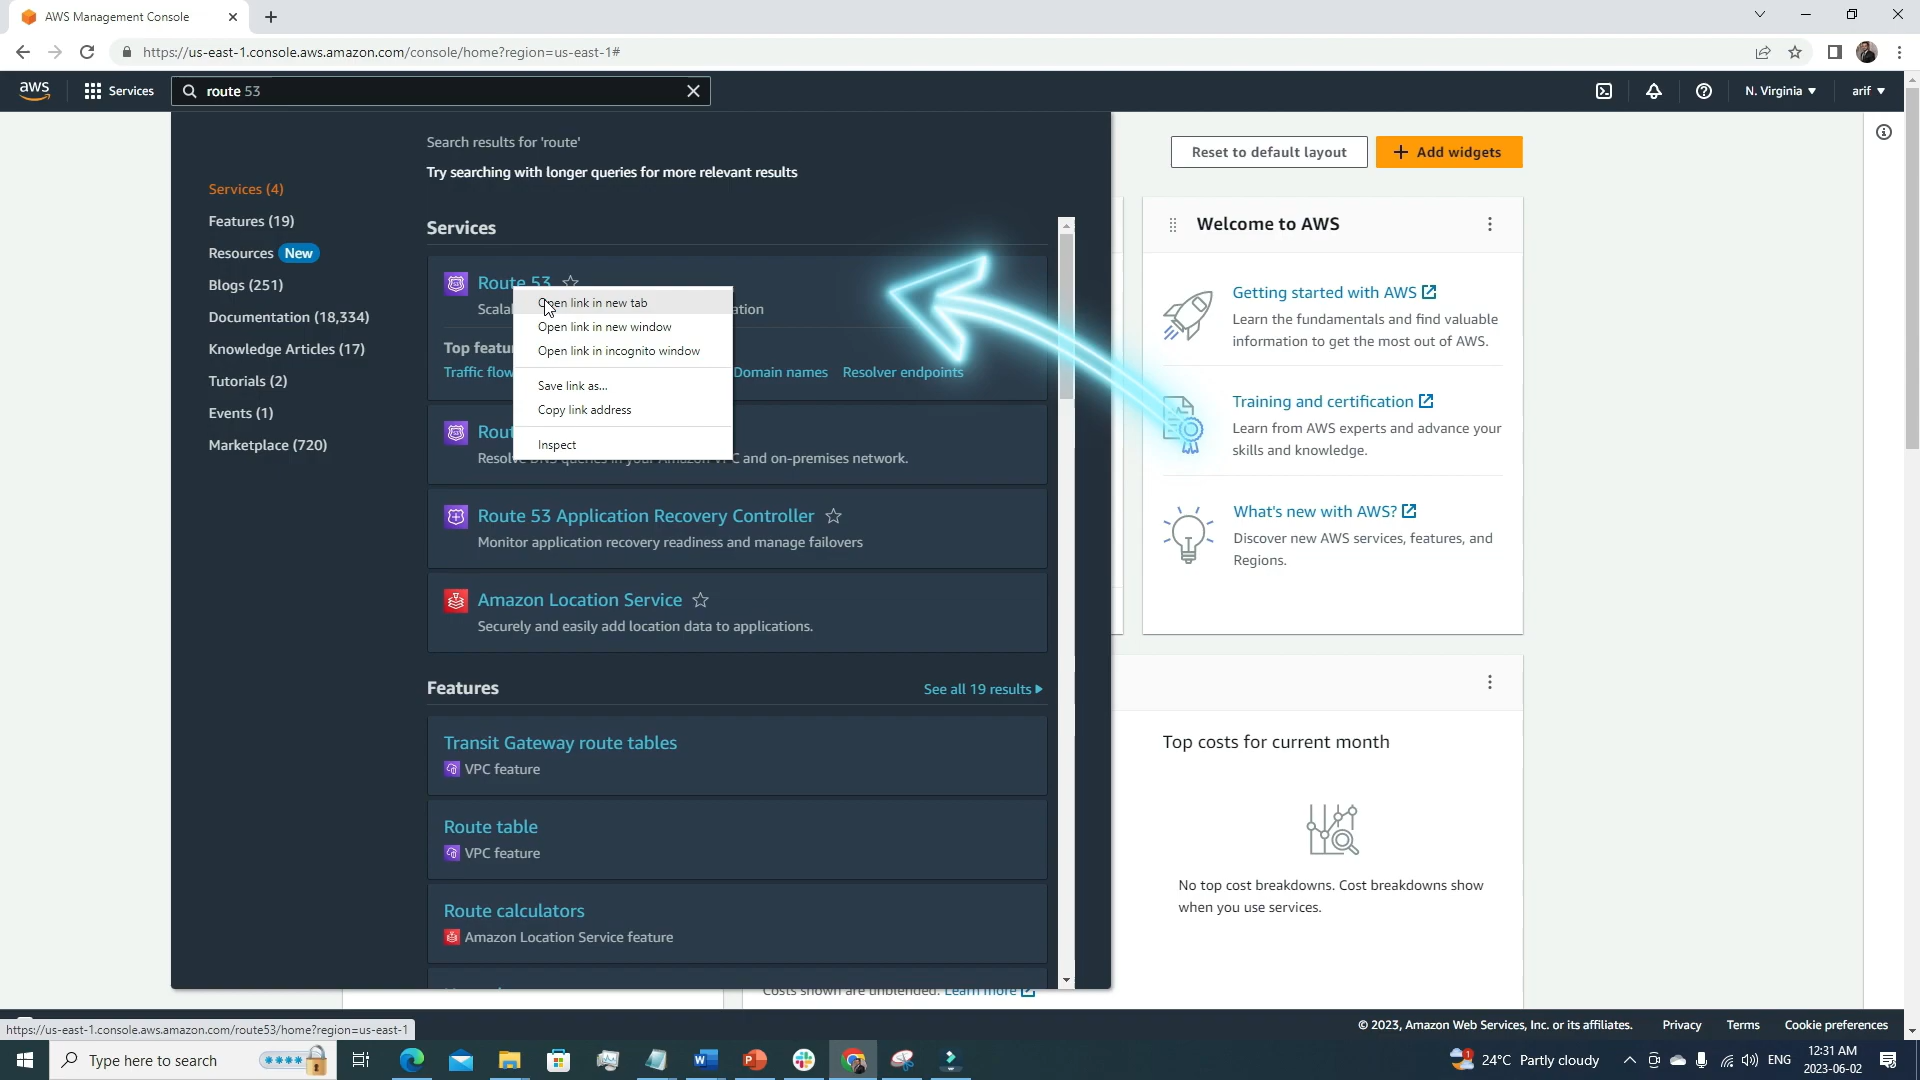 AWS Management Console
https://us-east-1.console.aws.amazon.com/console/home?region=us-east-1#
aws
Services
route 53
N. Virginia
arif
Search results for 'route'
Try searching with longer queries for more relevant results
Reset to default layout
Add widgets
Services (4)
Features (19)
Resources New
Blogs (251)
Documentation (18,334)
Knowledge Articles (17)
Tutorials (2)
Events (1)
Marketplace (720)
Services
Route 53
Open link in new tab
Open link in new window
Open link in incognito window
Save link as...
Copy link address
Inspect
Traffic flow
Domain names Resolver endpoints
Resolve DNS queries in your Amazon VPC and on-premises network.
Route 53 Application Recovery Controller
Monitor application recovery readiness and manage failovers
Amazon Location Service
Securely and easily add location data to applications.
Features
See all 19 results
Transit Gateway route tables
VPC feature
Route table
VPC feature
Route calculators
Amazon Location Service feature
Welcome to AWS
Getting started with AWS
Learn the fundamentals and find valuable
information to get the most out of AWS.
Training and certification
Learn from AWS experts and advance your
skills and knowledge.
What's new with AWS?
Discover new AWS services, features, and
Regions.
Top costs for current month
No top cost breakdowns. Cost breakdowns show
when you use services.
Costs shown are unblended. Learn more
https://us-east-1.console.aws.amazon.com/route53/home?region=us-east-1
© 2023, Amazon Web Services, Inc. or its affiliates.
Privacy
Terms
Cookie preferences
Type here to search
24°C Partly cloudy
ENG
12:31 AM
2023-06-02